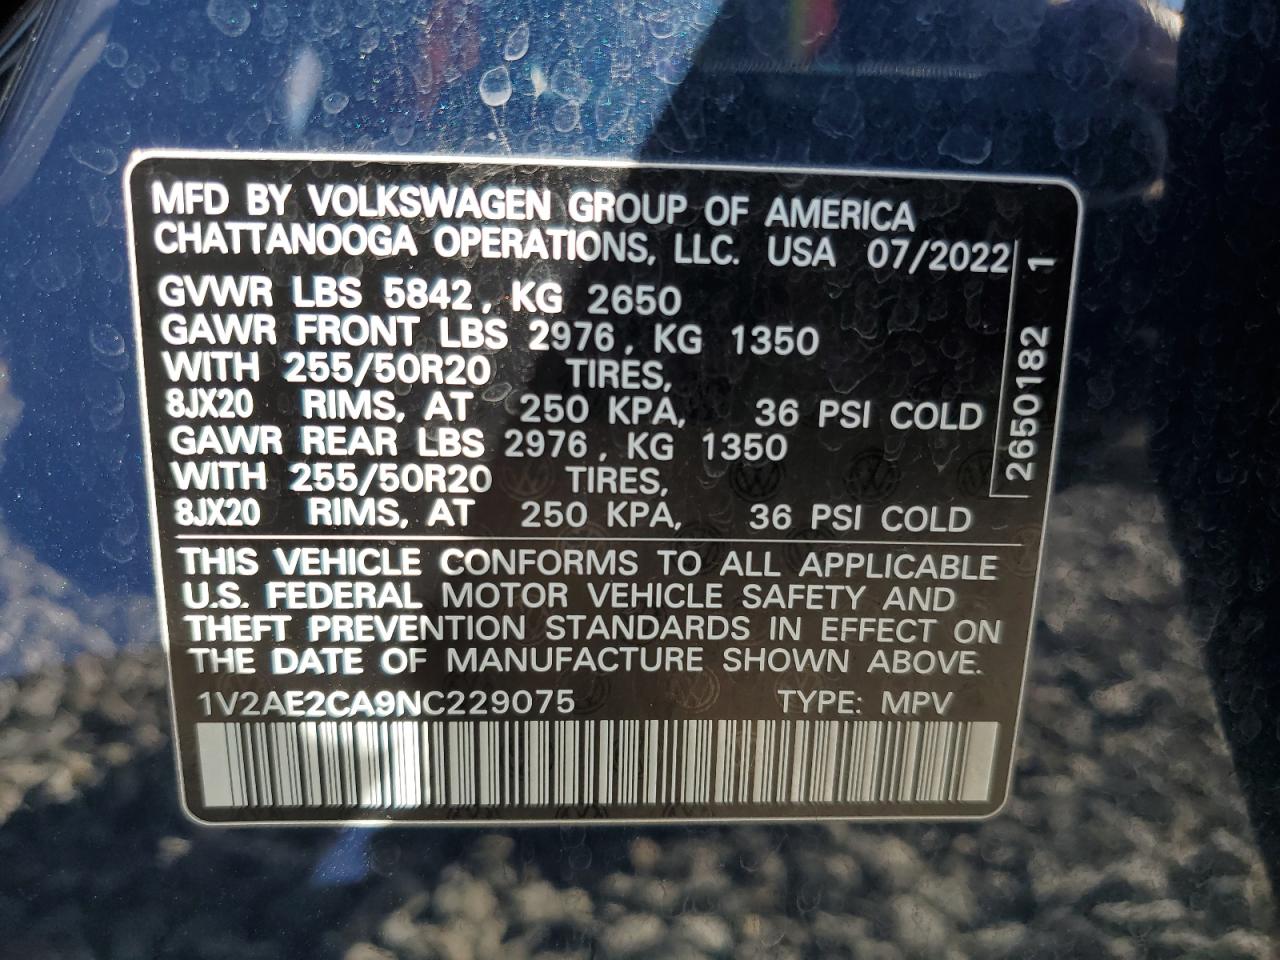 MFD BY VOLKSWAGEN GROUP OF AMERICA
CHATTANOOGA OPERATIONS, LLC. USA 07/2022
GVWR LBS 5842, KG 2650
GAWR FRONT LBS 2976, KG 1350
WITH 255/50R20 TIRES,
8JX20 RIMS, AT 250 KPA, 36 PSI COLD
GAWR REAR LBS 2976, KG 1350
WITH 255/50R20 TIRES,
8JX20 RIMS, AT 250 KPA, 36 PSI COLD
2650182 1
THIS VEHICLE CONFORMS TO ALL APPLICABLE
U.S. FEDERAL MOTOR VEHICLE SAFETY AND
THEFT PREVENTION STANDARDS IN EFFECT ON
THE DATE OF MANUFACTURE SHOWN ABOVE.
1V2AE2CA9NC229075 TYPE: MPV